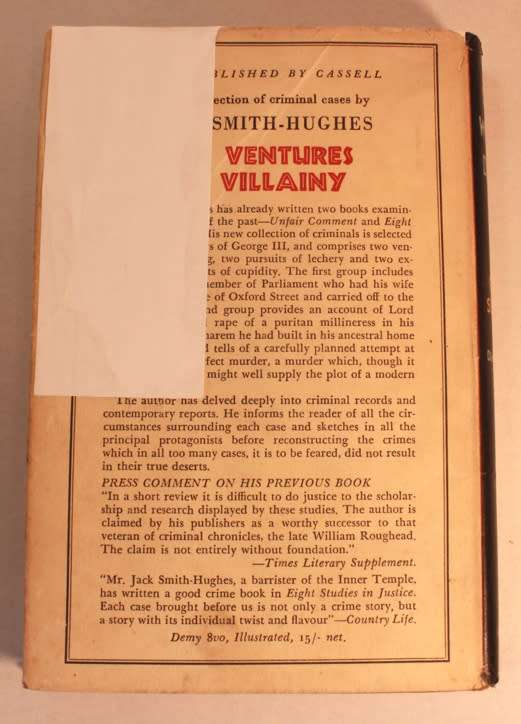 BLISHED BY CASSELL
ection of criminal cases by
SMITH-HUGHES
VENTURES
VILLAINY
s has already written two books examin-
f the past—Unfair Comment and Eight
is new collection of criminals is selected
s of George III, and comprises two ven-
g, two pursuits of lechery and two ex-
ts of cupidity. The first group includes
ember of Parliament who had his wife
e of Oxford Street and carried off to the
nd group provides an account of Lord
rape of a puritan millineress in his
harem he had built in his ancestral home
d tells of a carefully planned attempt at
fect murder, a murder which, though it
might well supply the plot of a modern
The author has delved deeply into criminal records and
contemporary reports. He informs the reader of all the cir-
cumstances surrounding each case and sketches in all the
principal protagonists before reconstructing the crimes
which in all too many cases, it is to be feared, did not result
in their true deserts.
PRESS COMMENT ON HIS PREVIOUS BOOK
"In a short review it is difficult to do justice to the scholar-
ship and research displayed by these studies. The author is
claimed by his publishers as a worthy successor to that
veteran of criminal chronicles, the late William Roughead.
The claim is not entirely without foundation."
—Times Literary Supplement.
"Mr. Jack Smith-Hughes, a barrister of the Inner Temple,
has written a good crime book in Eight Studies in Justice.
Each case brought before us is not only a crime story, but
a story with its individual twist and flavour"—Country Life.
Demy 8vo, Illustrated, 15/- net.